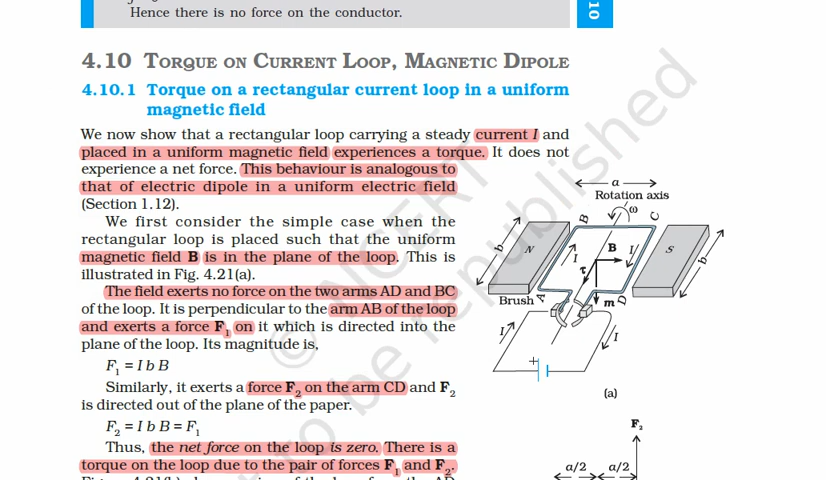 Hence there is no force on the conductor.
10
4.10 TORQUE ON CURRENT LOOP, MAGNETIC DIPOLE
4.10.1 Torque on a rectangular current loop in a uniform
magnetic field
We now show that a rectangular loop carrying a steady current I and
placed in a uniform magnetic field experiences a torque. It does not
experience a net force. This behaviour is analogous to
that of electric dipole in a uniform electric field
(Section 1.12).
We first consider the simple case when the
rectangular loop is placed such that the uniform
magnetic field B is in the plane of the loop. This is
illustrated in Fig. 4.21(a).
The field exerts no force on the two arms AD and BC
of the loop. It is perpendicular to the arm AB of the loop
and exerts a force F₁ on it which is directed into the
plane of the loop. Its magnitude is,
F₁ = I b B
Similarly, it exerts a force F₂ on the arm CD and F₂
is directed out of the plane of the paper.
F₂ = I b B = F₁
Thus, the net force on the loop is zero. There is a
torque on the loop due to the pair of forces F₁ and F₂.
a
Rotation axis
ω
B
C
b
N
I
B
I
S
b
τ
Brush
A
m
D
I
I
+
(a)
F₂
a/2
a/2
© NCERT
not to be republished